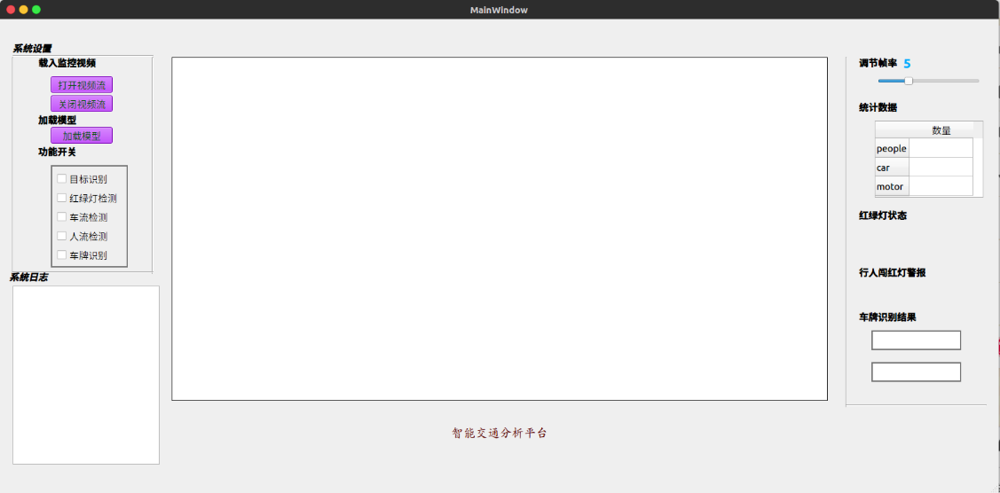 MainWindow
系统设置
载入监控视频
打开视频流
关闭视频流
加载模型
加载模型
功能开关
目标识别
红绿灯检测
车流检测
人流检测
车牌识别
系统日志
智能交通分析平台
调节帧率 5
统计数据
数量
people
car
motor
红绿灯状态
行人闯红灯警报
车牌识别结果